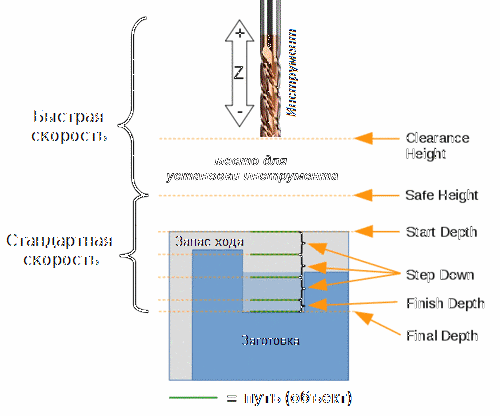 +
Z
-
Инструмент
Быстрая
скорость
Clearance
Height
Место для
установки инструмента
Safe Height
Стандартная
скорость
Start Depth
Запас хода
Step Down
Finish Depth
Final Depth
Заготовка
= путь (объект)